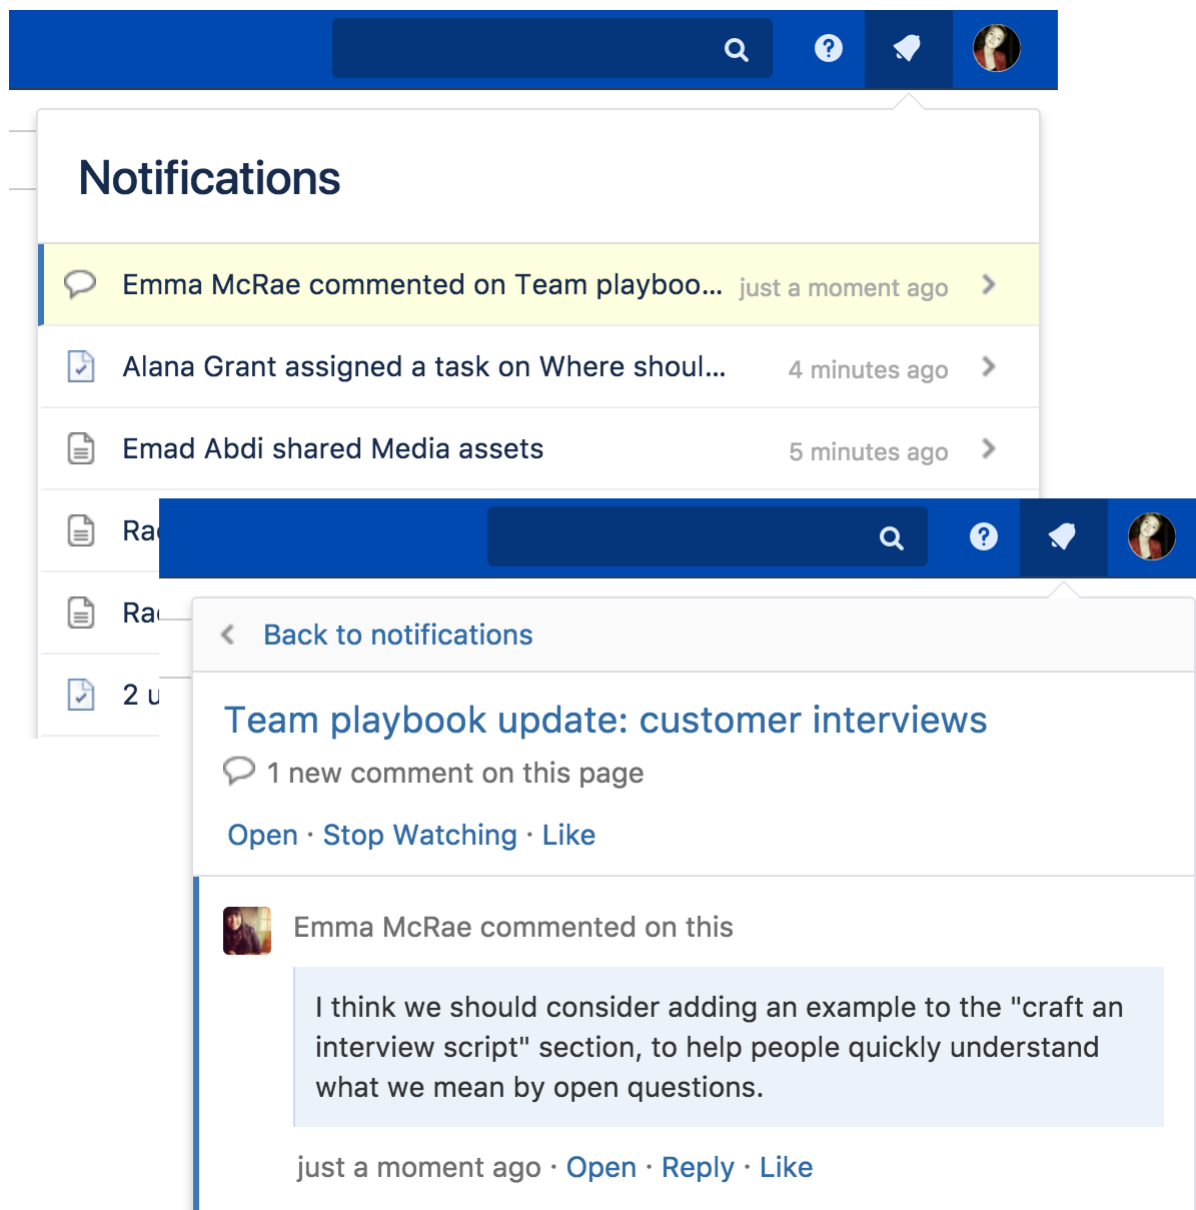 Notifications
Emma McRae commented on Team playboo... just a moment ago
Alana Grant assigned a task on Where shoul... 4 minutes ago
Emad Abdi shared Media assets 5 minutes ago
2 u
Back to notifications
Team playbook update: customer interviews
1 new comment on this page
Open · Stop Watching · Like
Emma McRae commented on this
I think we should consider adding an example to the "craft an
interview script" section, to help people quickly understand
what we mean by open questions.
just a moment ago · Open · Reply · Like